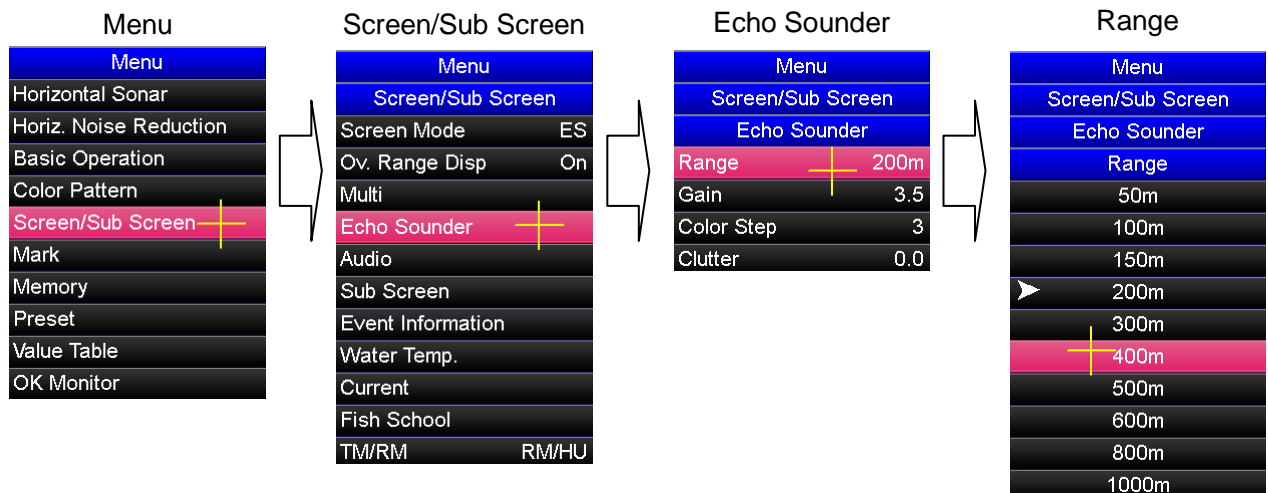 Menu
Menu
Horizontal Sonar
Horiz. Noise Reduction
Basic Operation
Color Pattern
Screen/Sub Screen
Mark
Memory
Preset
Value Table
OK Monitor
Screen/Sub Screen
Menu
Screen/Sub Screen
Screen Mode ES
Ov. Range Disp On
Multi
Echo Sounder
Audio
Sub Screen
Event Information
Water Temp.
Current
Fish School
TM/RM RM/HU
Echo Sounder
Menu
Screen/Sub Screen
Echo Sounder
Range 200m
Gain 3.5
Color Step 3
Clutter 0.0
Range
Menu
Screen/Sub Screen
Echo Sounder
Range
50m
100m
150m
200m
300m
400m
500m
600m
800m
1000m